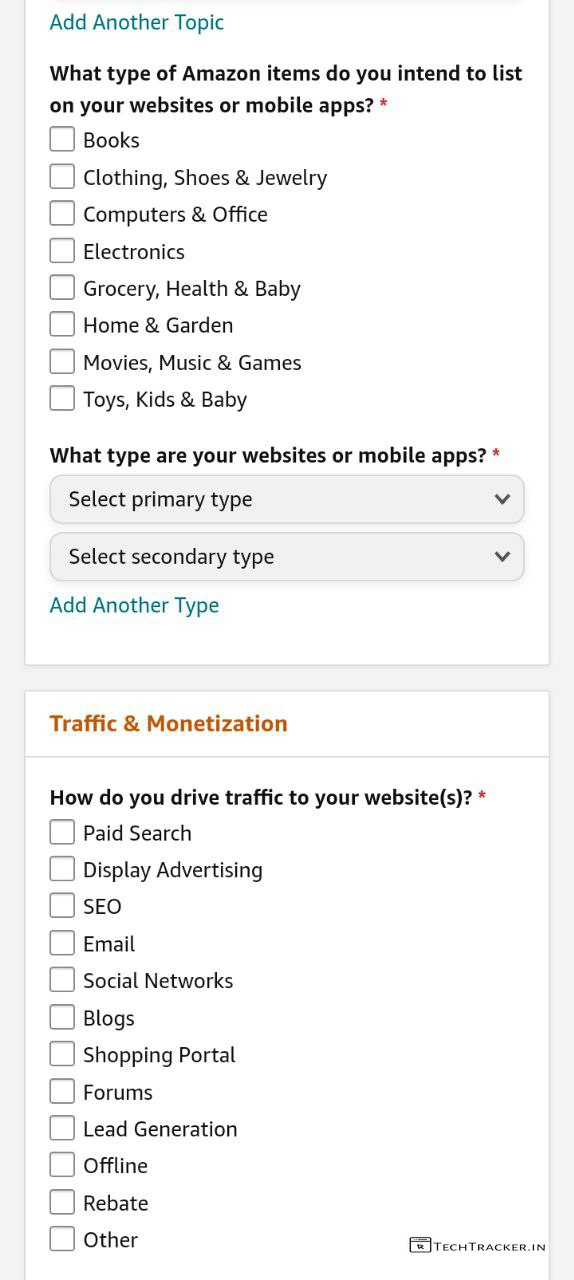 Add Another Topic
What type of Amazon items do you intend to list
on your websites or mobile apps? *
Books
Clothing, Shoes & Jewelry
Computers & Office
Electronics
Grocery, Health & Baby
Home & Garden
Movies, Music & Games
Toys, Kids & Baby
What type are your websites or mobile apps? *
Select primary type
Select secondary type
Add Another Type
Traffic & Monetization
How do you drive traffic to your website(s)? *
Paid Search
Display Advertising
SEO
Email
Social Networks
Blogs
Shopping Portal
Forums
Lead Generation
Offline
Rebate
Other
TECHTRACKER.IN